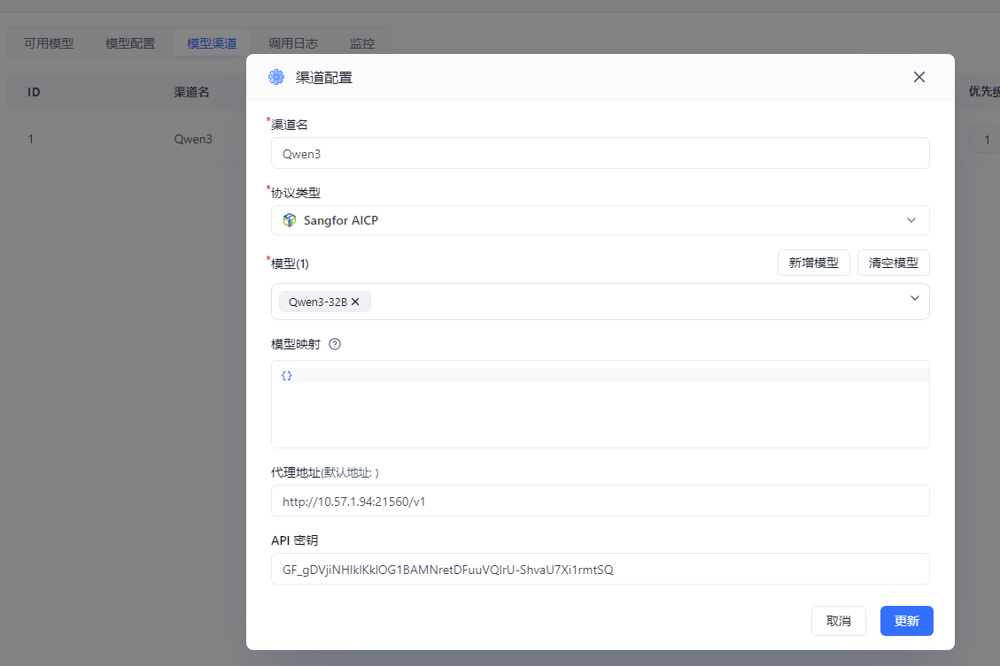 可用模型 模型配置 模型渠道 调用日志 监控
渠道配置
ID 渠道名 优先级
*渠道名
1 Qwen3 1
Qwen3
*协议类型
Sangfor AICP
*模型(1) 新增模型 清空模型
Qwen3-32B
模型映射
{}
代理地址(默认地址: )
http://10.57.1.94:21560/v1
API 密钥
GF_gDVjiNHIkIKkIOG1BAMNretDFuuVQIrU-ShvaU7Xi1rmtSQ
取消 更新